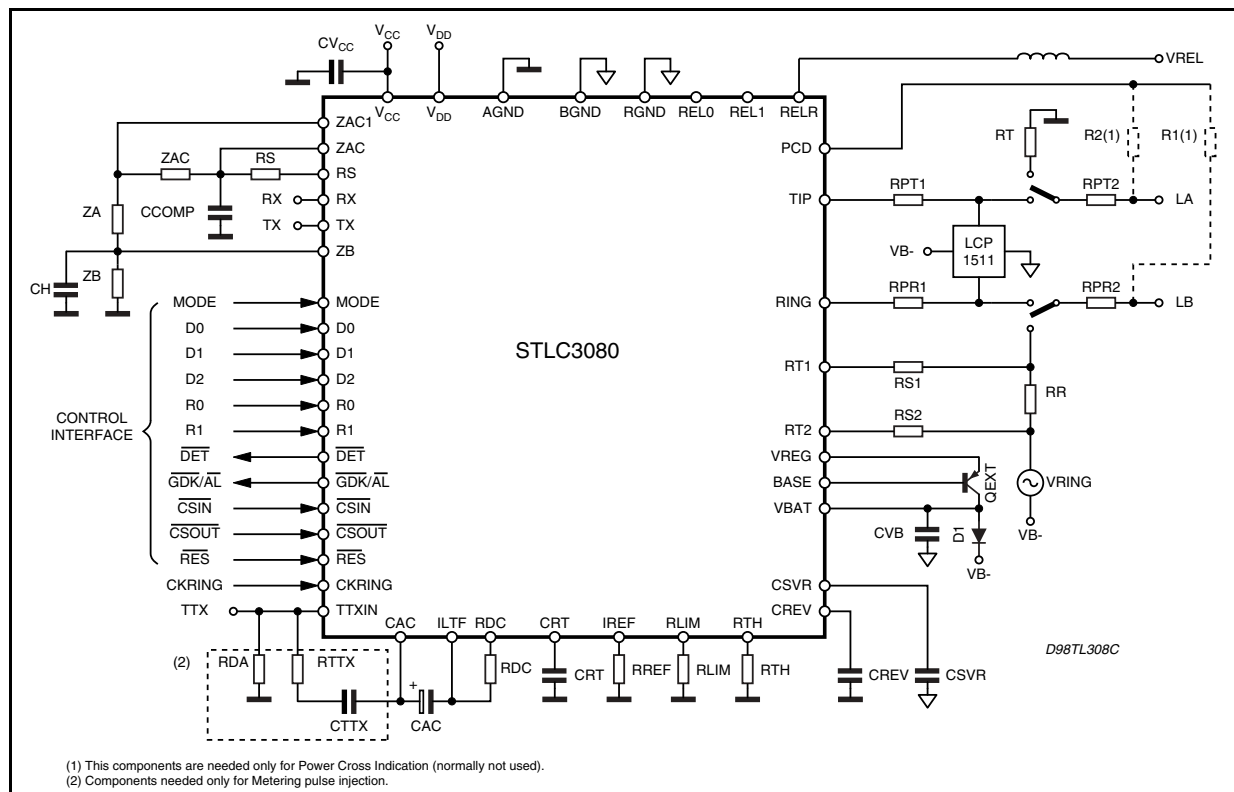 VCC
VDD
CVCC
VREL
VCC
VDD
AGND
BGND
RGND
REL0
REL1
RELR
ZAC1
ZAC
RS
RX
TX
ZB
MODE
D0
D1
D2
R0
R1
DET
GDK/AL
CSIN
CSOUT
RES
CKRING
TTXIN
ZAC
RS
ZA
CCOMP
RX
TX
CH
ZB
MODE
D0
D1
D2
R0
R1
DET
GDK/AL
CSIN
CSOUT
RES
CKRING
TTX
CONTROL
INTERFACE
STLC3080
PCD
TIP
RING
RT1
RT2
VREG
BASE
VBAT
CSVR
CREV
RT
R2(1)
R1(1)
RPT1
RPT2
LA
VB-
LCP
1511
RPR1
RPR2
LB
RS1
RR
RS2
QEXT
VRING
CVB
D1
VB-
VB-
CAC
ILTF
RDC
CRT
IREF
RLIM
RTH
(2)
RDA
RTTX
CTTX
+
CAC
RDC
CRT
RREF
RLIM
RTH
CREV
CSVR
D98TL308C
(1) This components are needed only for Power Cross Indication (normally not used).
(2) Components needed only for Metering pulse injection.